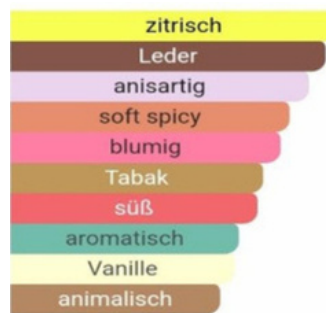 zitrisch
Leder
anisartig
soft spicy
blumig
Tabak
süß
aromatisch
Vanille
animalisch